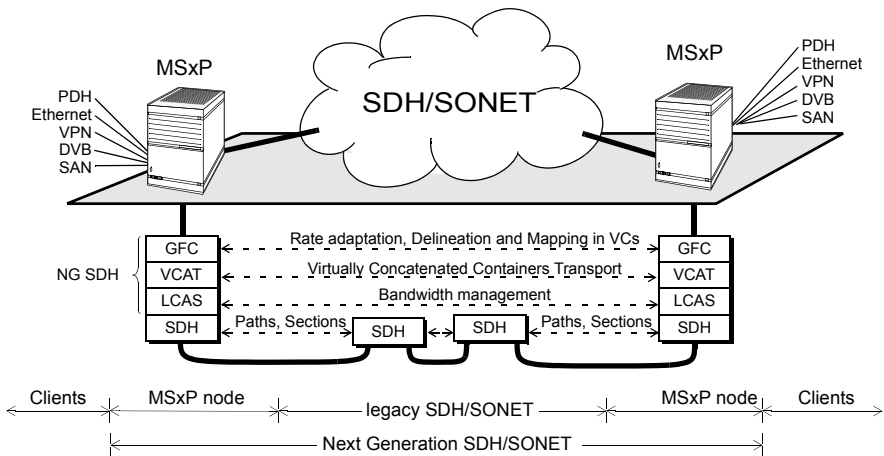 MSxP
SDH/SONET
MSxP
PDH
Ethernet
VPN
DVB
SAN
PDH
Ethernet
VPN
DVB
SAN
NG SDH
GFC
VCAT
LCAS
SDH
Rate adaptation, Delineation and Mapping in VCs
Virtually Concatenated Containers Transport
Bandwidth management
Paths, Sections
SDH
SDH
Paths, Sections
GFC
VCAT
LCAS
SDH
Clients
MSxP node
legacy SDH/SONET
MSxP node
Clients
Next Generation SDH/SONET